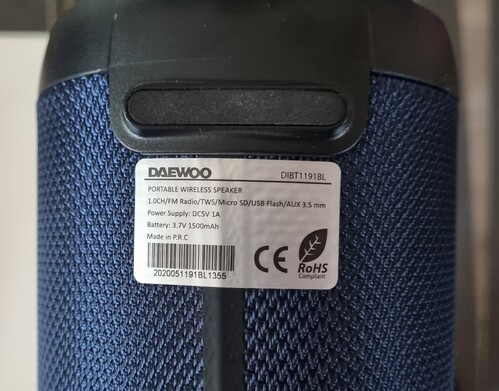 DAEWOO DIBT1191BL
PORTABLE WIRELESS SPEAKER
1.0CH/FM Radio/TWS/Micro SD/USB Flash/AUX 3.5 mm
Power Supply: DC5V 1A
Battery: 3.7V 1500mAh
Made in P.R.C
2020051191BL1355
CE
RoHS
Compliant